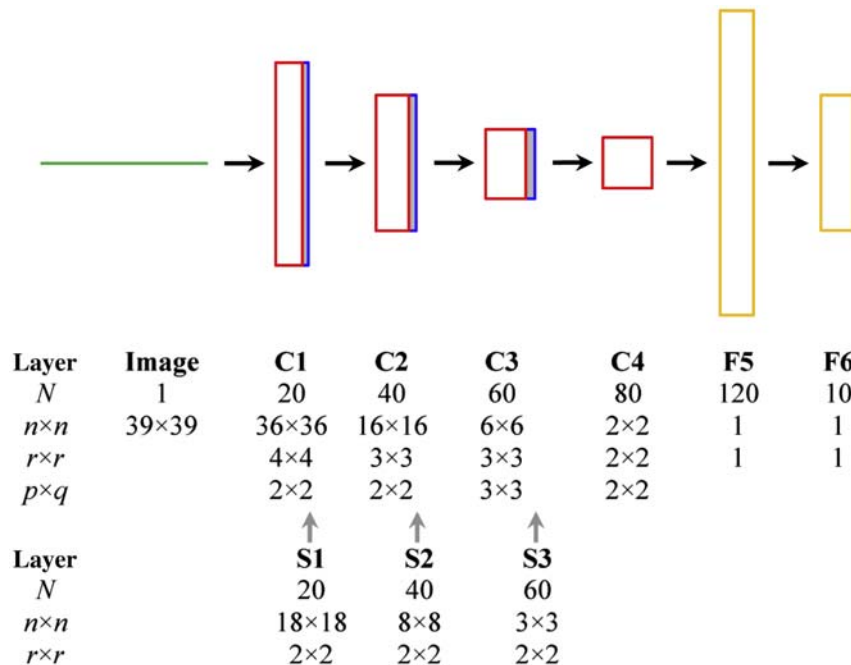 Layer Image C1 C2 C3 C4 F5 F6
N 1 20 40 60 80 120 10
n×n 39×39 36×36 16×16 6×6 2×2 1 1
r×r 4×4 3×3 3×3 2×2 1 1
p×q 2×2 2×2 3×3 2×2
Layer S1 S2 S3
N 20 40 60
n×n 18×18 8×8 3×3
r×r 2×2 2×2 2×2